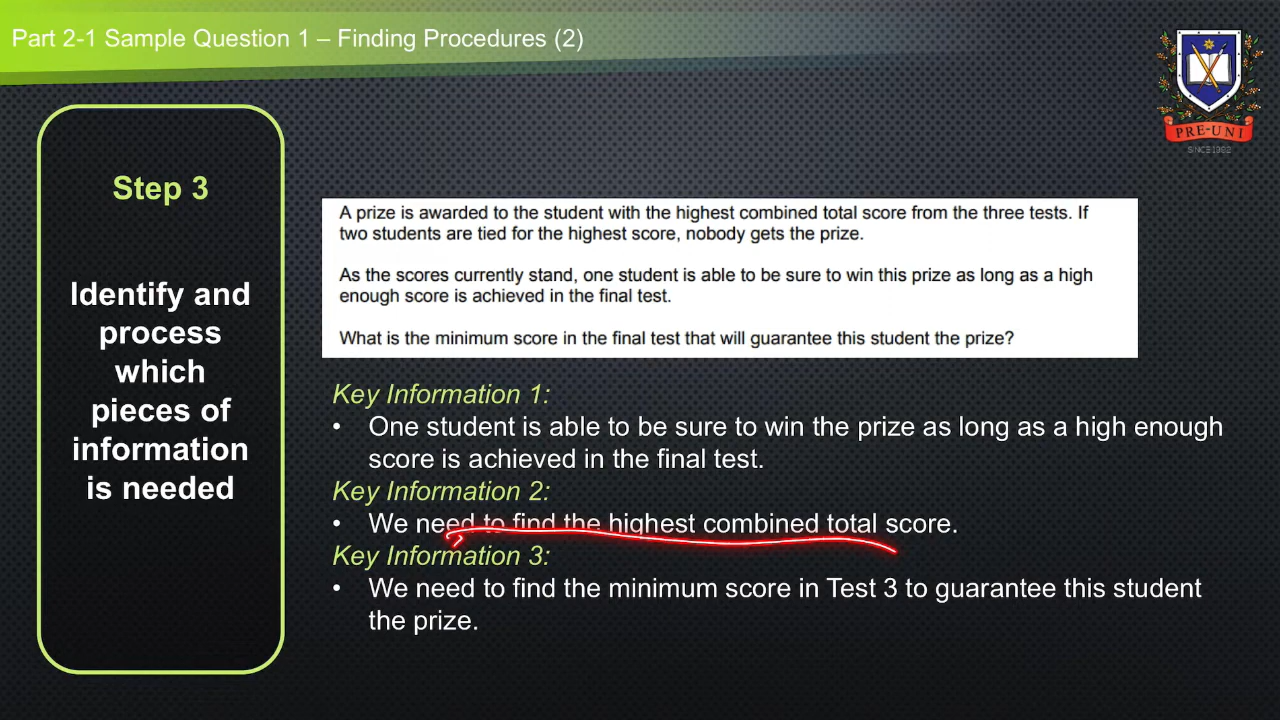 Part 2-1 Sample Question 1 – Finding Procedures (2)
PRE-UNI
SINCE 1992
Step 3
Identify and
process
which
pieces of
information
is needed
A prize is awarded to the student with the highest combined total score from the three tests. If
two students are tied for the highest score, nobody gets the prize.
As the scores currently stand, one student is able to be sure to win this prize as long as a high
enough score is achieved in the final test.
What is the minimum score in the final test that will guarantee this student the prize?
Key Information 1:
• One student is able to be sure to win the prize as long as a high enough
score is achieved in the final test.
Key Information 2:
• We need to find the highest combined total score.
Key Information 3:
• We need to find the minimum score in Test 3 to guarantee this student
the prize.